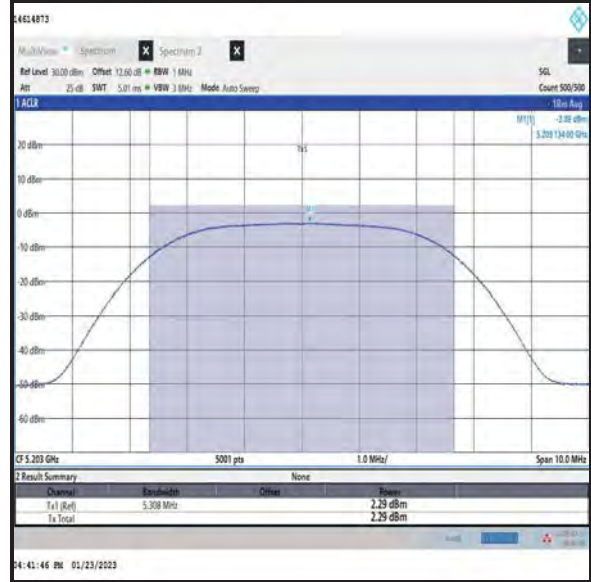 14614873
MultiView Spectrum X Spectrum 2 X
Ref Level 30.00 dBm Offset 12.60 dB RBW 1 MHz SGL
Att 25 dB SWT 5.01 ms VBW 3 MHz Mode Auto Sweep Count 500/500
1 ACLR 1Rm Avg
M1[1]
20 dBm Tx1
10 dBm
0 dBm
-10 dBm
-20 dBm
-30 dBm
-40 dBm
-50 dBm
-60 dBm
CF 5.203 GHz 5001 pts 1.0 MHz/ Span 10.0 MHz
2 Result Summary None
Channel Bandwidth Offset Power
Tx1 (Ref) 5.308 MHz 2.29 dBm
Tx Total 2.29 dBm
04:41:46 PM 01/23/2023